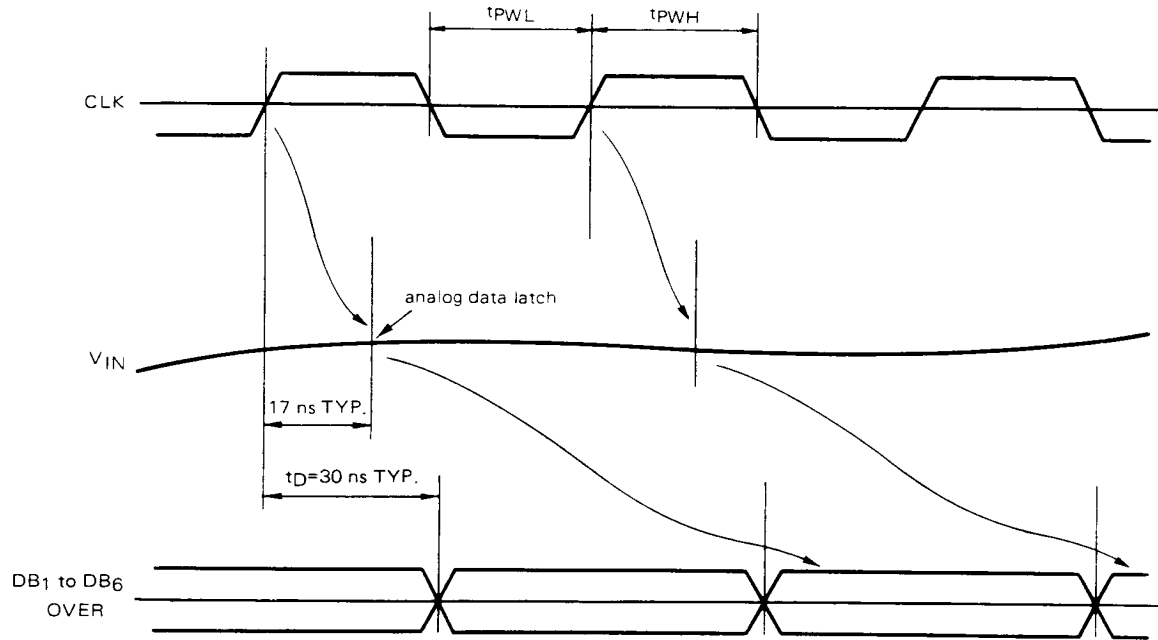 tPWL
tPWH
CLK
analog data latch
VIN
17 ns TYP.
tD=30 ns TYP.
DB1 to DB6
OVER